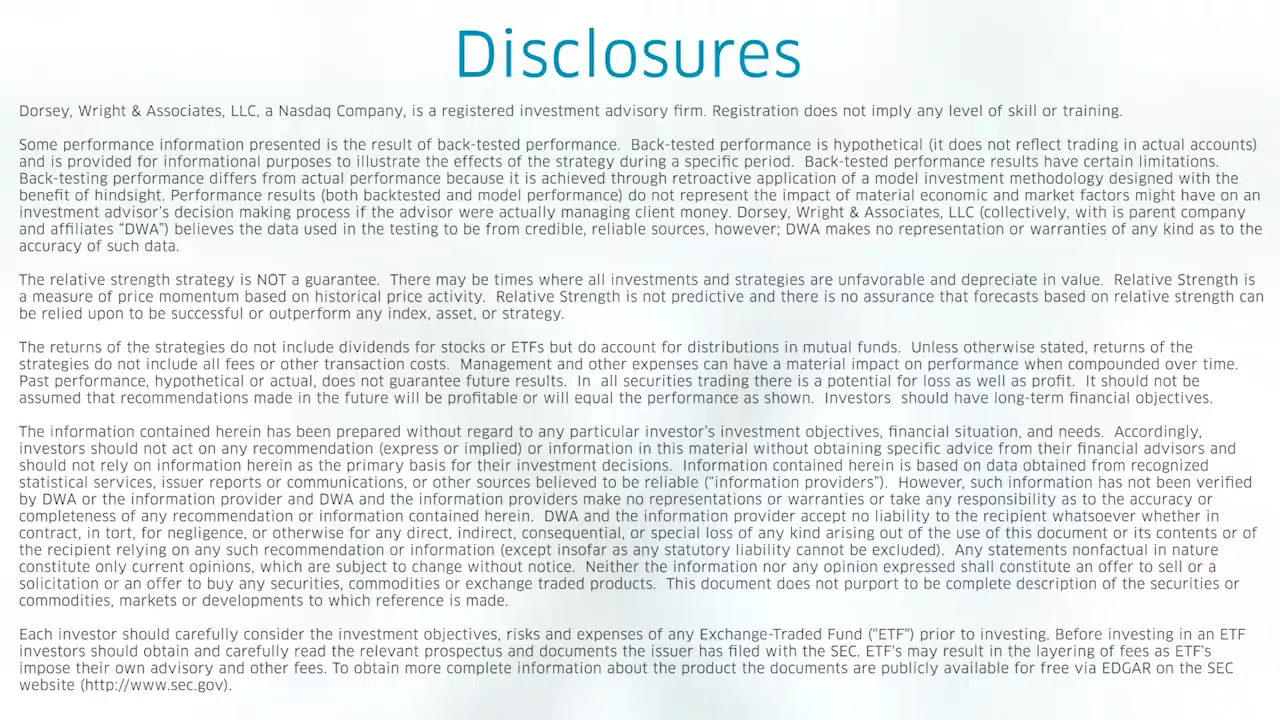 Disclosures
Dorsey, Wright & Associates, LLC, a Nasdaq Company, is a registered investment advisory firm. Registration does not imply any level of skill or training.
Some performance information presented is the result of back-tested performance.  Back-tested performance is hypothetical (it does not reflect trading in actual accounts)
and is provided for informational purposes to illustrate the effects of the strategy during a specific period.  Back-tested performance results have certain limitations.
Back-testing performance differs from actual performance because it is achieved through retroactive application of a model investment methodology designed with the
benefit of hindsight. Performance results (both backtested and model performance) do not represent the impact of material economic and market factors might have on an
investment advisor's decision making process if the advisor were actually managing client money. Dorsey, Wright & Associates, LLC (collectively, with is parent company
and affiliates "DWA") believes the data used in the testing to be from credible, reliable sources, however; DWA makes no representation or warranties of any kind as to the
accuracy of such data.
The relative strength strategy is NOT a guarantee.  There may be times where all investments and strategies are unfavorable and depreciate in value.  Relative Strength is
a measure of price momentum based on historical price activity.  Relative Strength is not predictive and there is no assurance that forecasts based on relative strength can
be relied upon to be successful or outperform any index, asset, or strategy.
The returns of the strategies do not include dividends for stocks or ETFs but do account for distributions in mutual funds.  Unless otherwise stated, returns of the
strategies do not include all fees or other transaction costs.  Management and other expenses can have a material impact on performance when compounded over time.
Past performance, hypothetical or actual, does not guarantee future results.  In  all securities trading there is a potential for loss as well as profit.  It should not be
assumed that recommendations made in the future will be profitable or will equal the performance as shown.  Investors  should have long-term financial objectives.
The information contained herein has been prepared without regard to any particular investor's investment objectives, financial situation, and needs.  Accordingly,
investors should not act on any recommendation (express or implied) or information in this material without obtaining specific advice from their financial advisors and
should not rely on information herein as the primary basis for their investment decisions.  Information contained herein is based on data obtained from recognized
statistical services, issuer reports or communications, or other sources believed to be reliable ("information providers").  However, such information has not been verified
by DWA or the information provider and DWA and the information providers make no representations or warranties or take any responsibility as to the accuracy or
completeness of any recommendation or information contained herein.  DWA and the information provider accept no liability to the recipient whatsoever whether in
contract, in tort, for negligence, or otherwise for any direct, indirect, consequential, or special loss of any kind arising out of the use of this document or its contents or of
the recipient relying on any such recommendation or information (except insofar as any statutory liability cannot be excluded).  Any statements nonfactual in nature
constitute only current opinions, which are subject to change without notice.  Neither the information nor any opinion expressed shall constitute an offer to sell or a
solicitation or an offer to buy any securities, commodities or exchange traded products.  This document does not purport to be complete description of the securities or
commodities, markets or developments to which reference is made.
Each investor should carefully consider the investment objectives, risks and expenses of any Exchange-Traded Fund ("ETF") prior to investing. Before investing in an ETF
investors should obtain and carefully read the relevant prospectus and documents the issuer has filed with the SEC. ETF's may result in the layering of fees as ETF's
impose their own advisory and other fees. To obtain more complete information about the product the documents are publicly available for free via EDGAR on the SEC
website (http://www.sec.gov).